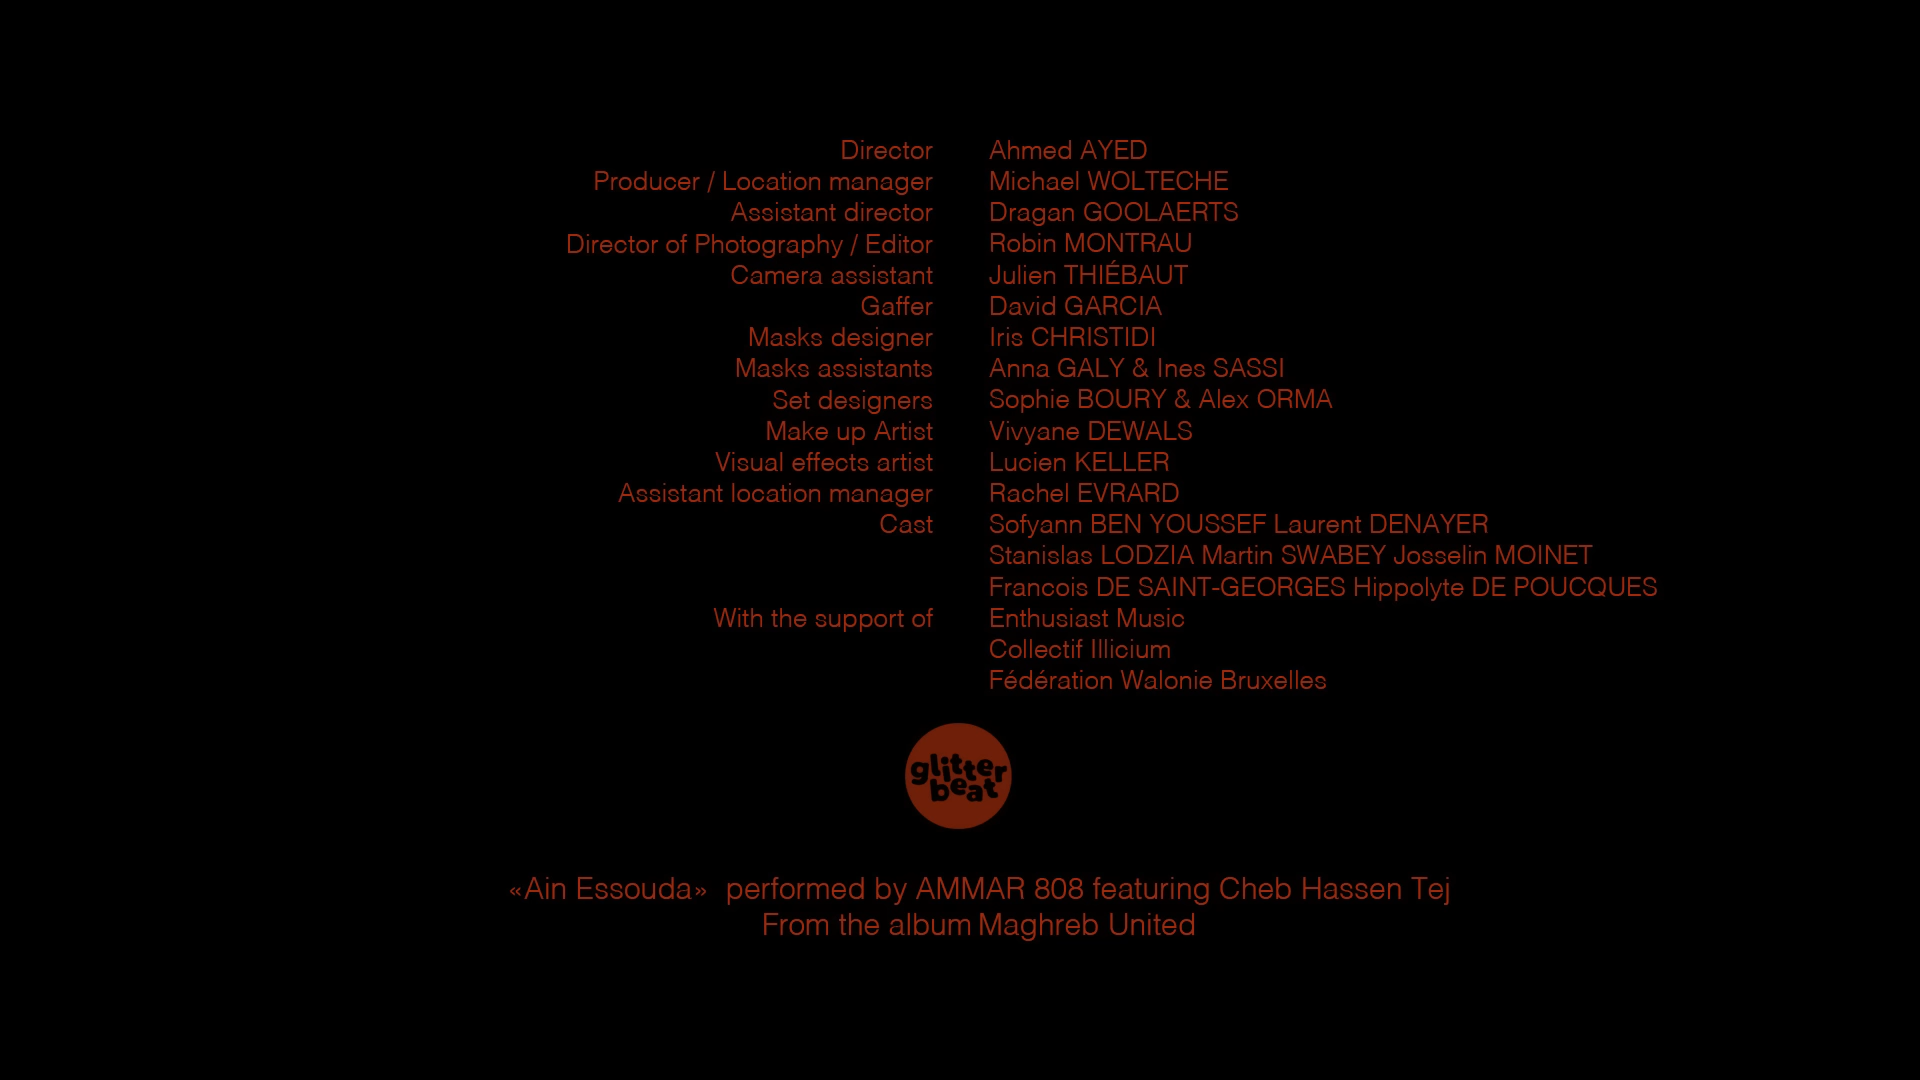 Director Ahmed AYED
Producer / Location manager Michael WOLTECHE
Assistant director Dragan GOOLAERTS
Director of Photography / Editor Robin MONTRAU
Camera assistant Julien THIÉBAUT
Gaffer David GARCIA
Masks designer Iris CHRISTIDI
Masks assistants Anna GALY & Ines SASSI
Set designers Sophie BOURY & Alex ORMA
Make up Artist Vivyane DEWALS
Visual effects artist Lucien KELLER
Assistant location manager Rachel EVRARD
Cast Sofyann BEN YOUSSEF Laurent DENAYER
Stanislas LODZIA Martin SWABEY Josselin MOINET
Francois DE SAINT-GEORGES Hippolyte DE POUCQUES
With the support of Enthusiast Music
Collectif Illicium
Fédération Walonie Bruxelles
glitter
beat
«Ain Essouda» performed by AMMAR 808 featuring Cheb Hassen Tej
From the album Maghreb United